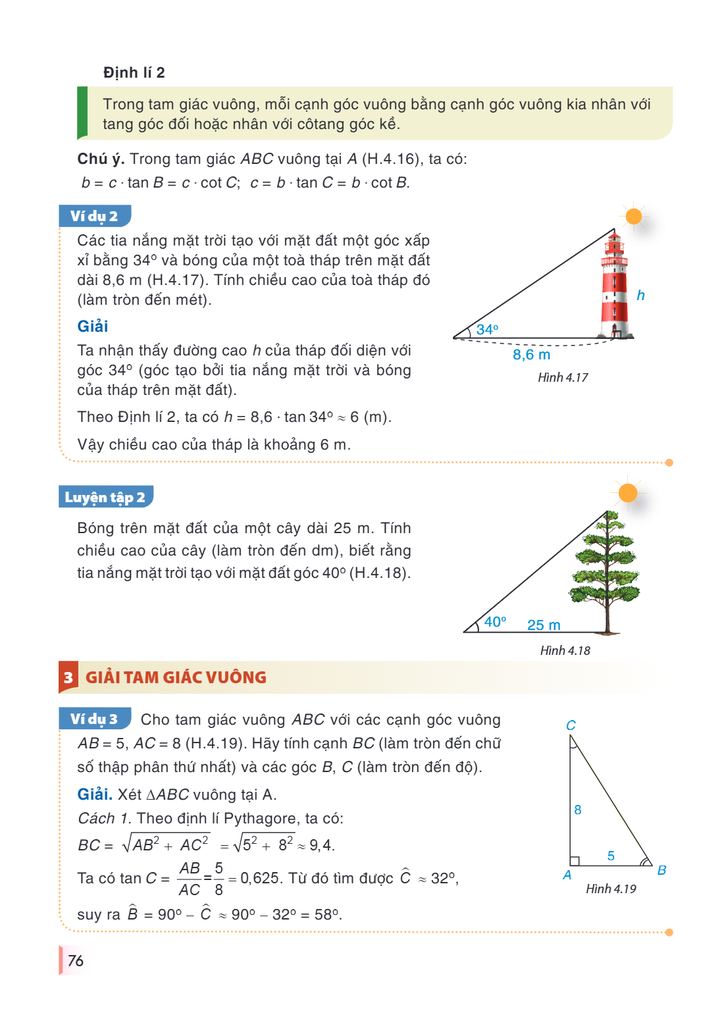 Định lí 2
Trong tam giác vuông, mỗi cạnh góc vuông bằng cạnh góc vuông kia nhân với
tang góc đối hoặc nhân với côtang góc kề.
Chú ý. Trong tam giác ABC vuông tại A (H.4.16), ta có:
b = c · tan B = c · cot C; c = b · tan C = b · cot B.
Ví dụ 2
Các tia nắng mặt trời tạo với mặt đất một góc xấp
xỉ bằng 34º và bóng của một toà tháp trên mặt đất
dài 8,6 m (H.4.17). Tính chiều cao của toà tháp đó
(làm tròn đến mét).
Giải
Ta nhận thấy đường cao h của tháp đối diện với
góc 34º (góc tạo bởi tia nắng mặt trời và bóng
của tháp trên mặt đất).
Theo Định lí 2, ta có h = 8,6 · tan 34º ≈ 6 (m).
Vậy chiều cao của tháp là khoảng 6 m.
h
34º
8,6 m
Hình 4.17
Luyện tập 2
Bóng trên mặt đất của một cây dài 25 m. Tính
chiều cao của cây (làm tròn đến dm), biết rằng
tia nắng mặt trời tạo với mặt đất góc 40º (H.4.18).
40º
25 m
Hình 4.18
3 GIẢI TAM GIÁC VUÔNG
Ví dụ 3 Cho tam giác vuông ABC với các cạnh góc vuông
AB = 5, AC = 8 (H.4.19). Hãy tính cạnh BC (làm tròn đến chữ
số thập phân thứ nhất) và các góc B, C (làm tròn đến độ).
Giải. Xét ΔABC vuông tại A.
Cách 1. Theo định lí Pythagore, ta có:
BC = √(AB² + AC²) = √(5² + 8²) ≈ 9,4.
Ta có tan C = AB/AC = 5/8 = 0,625. Từ đó tìm được Ĉ ≈ 32º,
suy ra B̂ = 90º – Ĉ ≈ 90º – 32º = 58º.
C
8
5
A
B
Hình 4.19
76